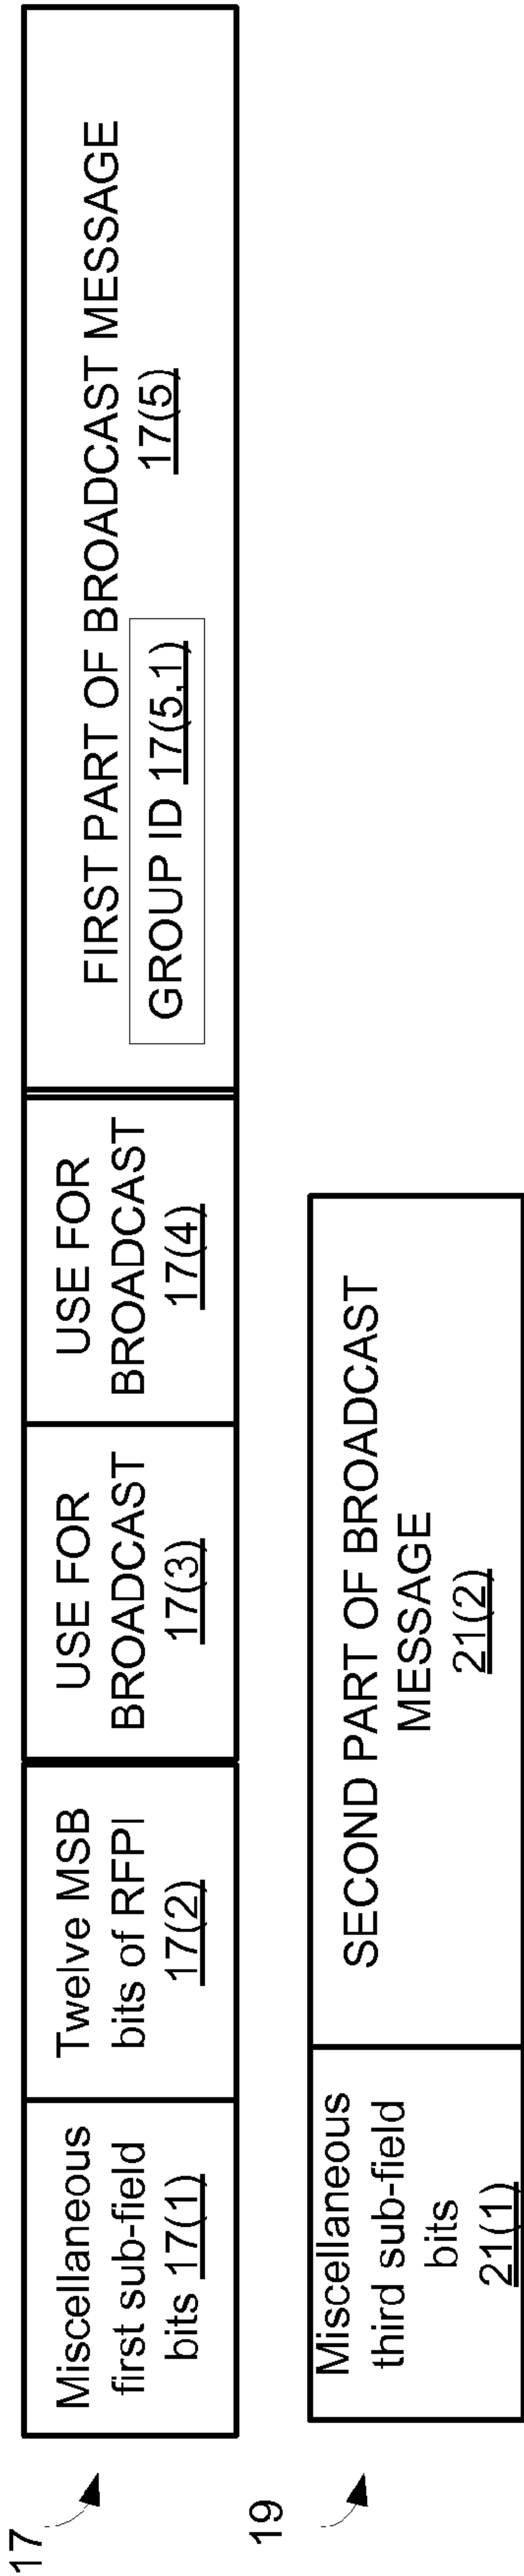 17
Miscellaneous
first sub-field
bits 17(1)
Twelve MSB
bits of RFPI
17(2)
USE FOR
BROADCAST
17(3)
USE FOR
BROADCAST
17(4)
FIRST PART OF BROADCAST MESSAGE
GROUP ID 17(5,1)
17(5)
19
Miscellaneous
third sub-field
bits
21(1)
SECOND PART OF BROADCAST
MESSAGE
21(2)